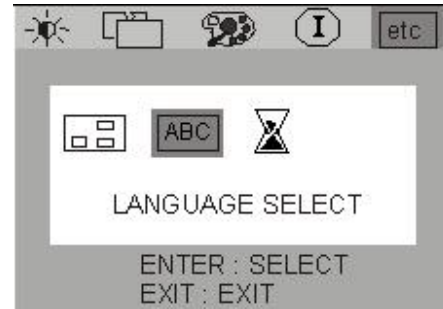 I etc
ABC
LANGUAGE SELECT
ENTER : SELECT
EXIT : EXIT